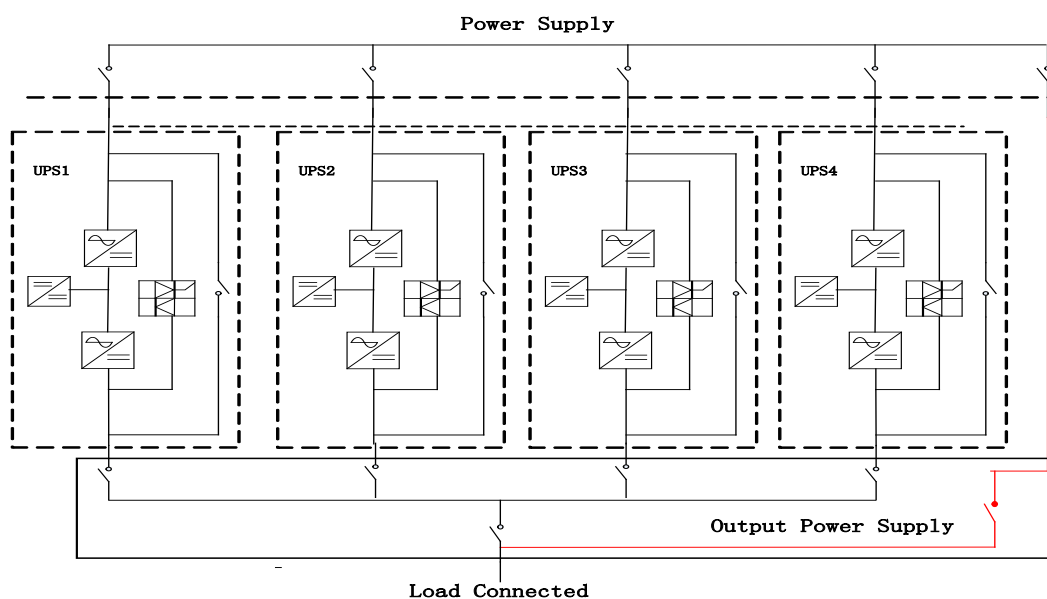 Power Supply
UPS1
UPS2
UPS3
UPS4
Output Power Supply
Load Connected